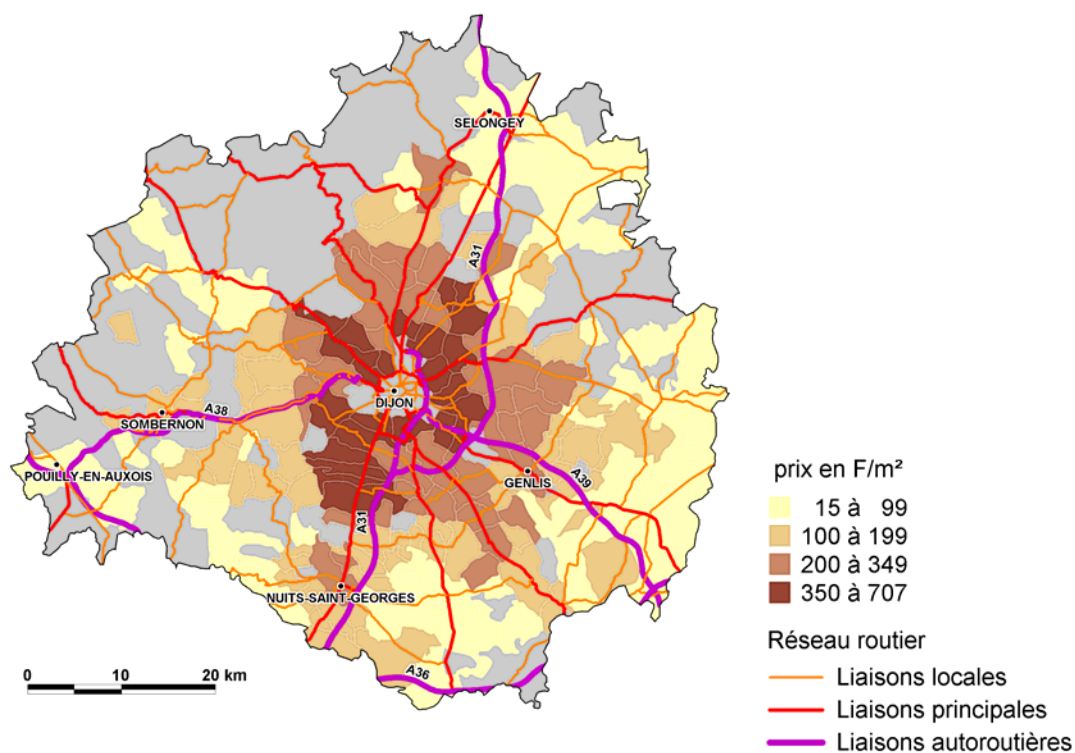 SELONGEY
A31
DIJON
A38
SOMBERNON
POUILLY-EN-AUXOIS
GENLIS
A39
A31
NUITS-SAINT-GEORGES
A36
0 10 20 km
prix en F/m²
15 à 99
100 à 199
200 à 349
350 à 707
Réseau routier
Liaisons locales
Liaisons principales
Liaisons autoroutières